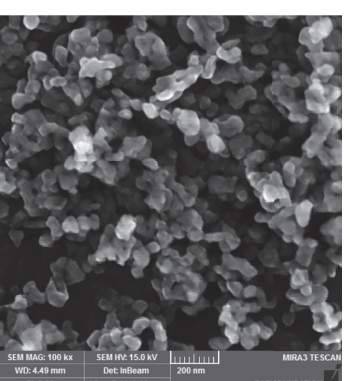 SEM MAG: 100 kx SEM HV: 15.0 kV MIRA3 TESCAN
WD: 4.49 mm Det: InBeam 200 nm